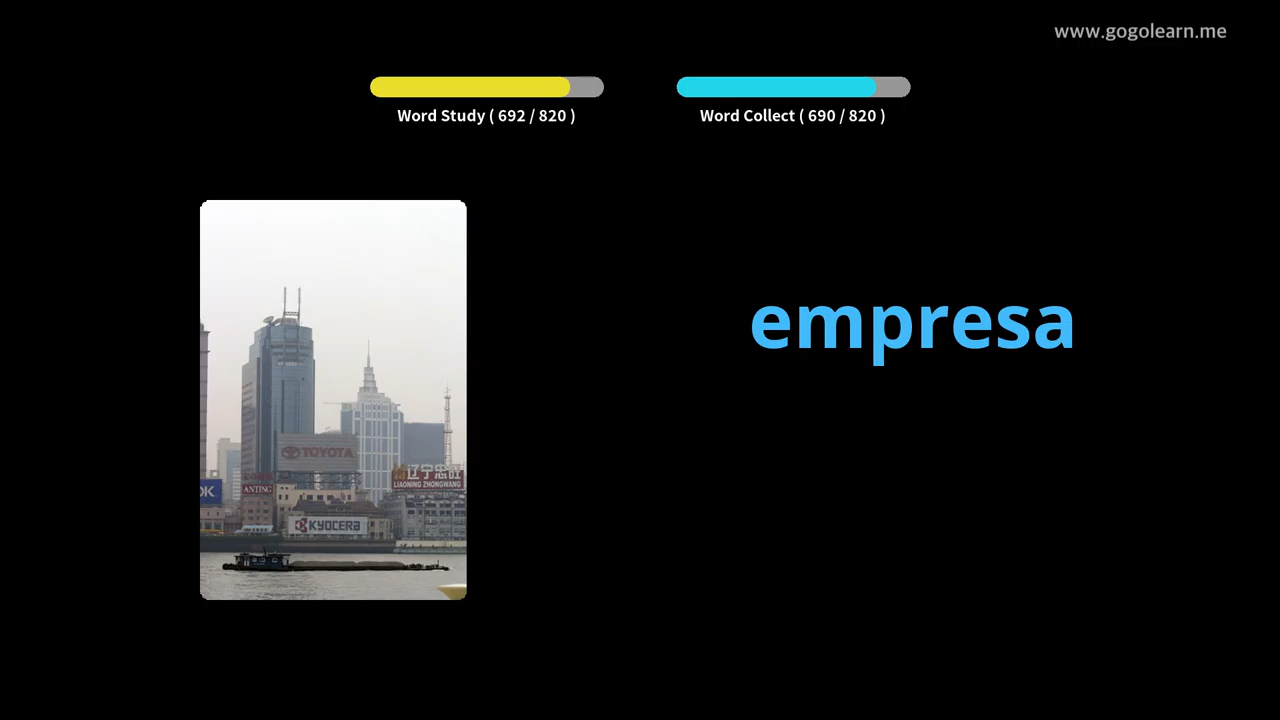 www.gogolearn.me
Word Study ( 692 / 820 )
Word Collect ( 690 / 820 )
empresa
TOYOTA
辽宁忠旺
LIAONING ZHONGWANG
OK
ANTING
KYOCERA